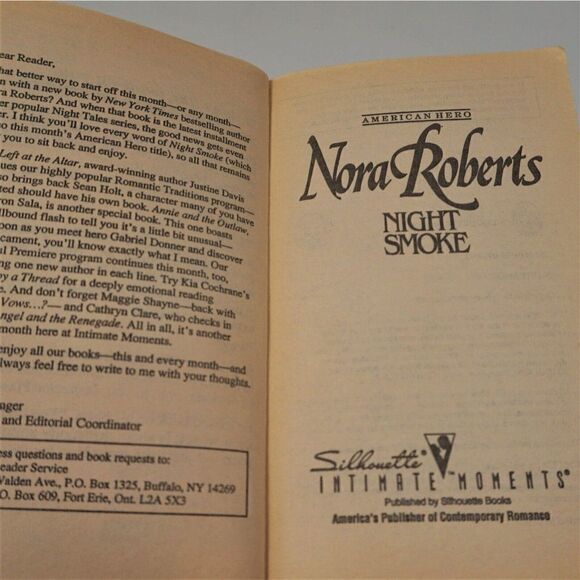 ear Reader,
hat better way to start off this month—or any month—
n with a new book by New York Times bestselling author
ra Roberts? And when that book is the latest installment
er popular Night Tales series, the good news gets even
er. I think you'll love every word of Night Smoke (which
o this month's American Hero title), so all that remains
you to sit back and enjoy.
Left at the Altar, award-winning author Justine Davis
ues our highly popular Romantic Traditions program—
so brings back Sean Holt, a character many of you have
ted should have his own book. Annie and the Outlaw,
ron Sala, is another special book. This one boasts
llbound flash to tell you it's a little bit unusual—
oon as you meet hero Gabriel Donner and discover
cament, you'll know exactly what I mean. Our
ul Premiere program continues this month, too,
ing one new author in each line. Try Kia Cochrane's
by a Thread for a deeply emotional reading
e. And don't forget Maggie Shayne—back with
Vows...?— and Cathryn Clare, who checks in
ngel and the Renegade. All in all, it's another
month here at Intimate Moments.
enjoy all our books—this and every month—and
lways feel free to write to me with your thoughts.
nger
and Editorial Coordinator
ess questions and book requests to:
eader Service
Walden Ave., P.O. Box 1325, Buffalo, NY 14269
O. Box 609, Fort Erie, Ont. L2A 5X3
AMERICAN HERO
Nora Roberts
NIGHT
SMOKE
Silhouette®
INTIMATE MOMENTS®
Published by Silhouette Books
America's Publisher of Contemporary Romance